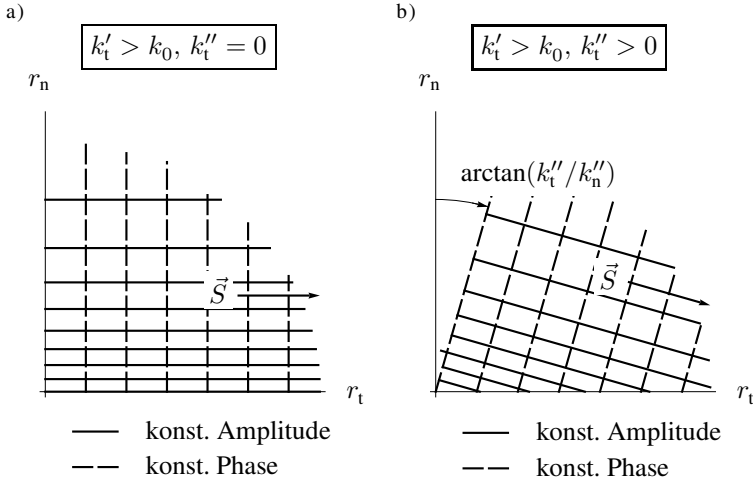 a)
k′ₜ > k₀, k″ₜ = 0
rₙ
S⃗
rₜ
konst. Amplitude
konst. Phase
b)
k′ₜ > k₀, k″ₜ > 0
rₙ
arctan(k″ₜ/k″ₙ)
S⃗
rₜ
konst. Amplitude
konst. Phase